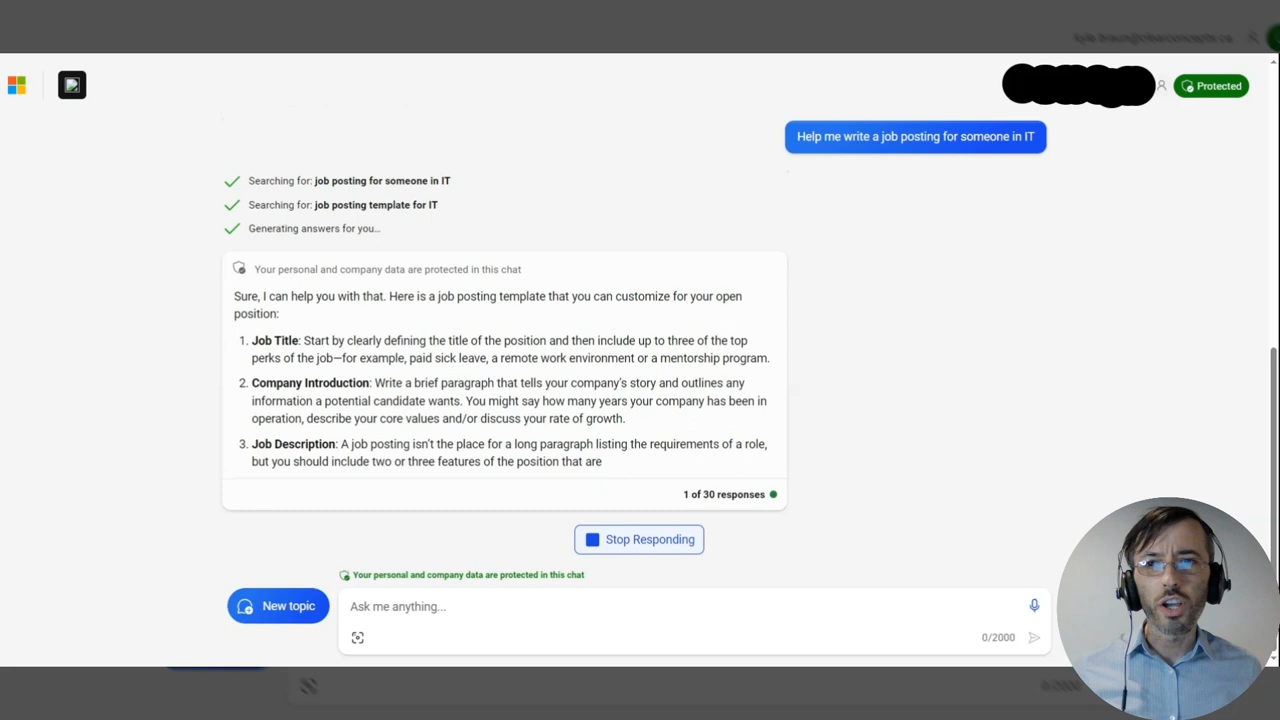 Protected
Help me write a job posting for someone in IT
Searching for: job posting for someone in IT
Searching for: job posting template for IT
Generating answers for you...
Your personal and company data are protected in this chat
Sure, I can help you with that. Here is a job posting template that you can customize for your open
position:
1. Job Title: Start by clearly defining the title of the position and then include up to three of the top
perks of the job—for example, paid sick leave, a remote work environment or a mentorship program.
2. Company Introduction: Write a brief paragraph that tells your company's story and outlines any
information a potential candidate wants. You might say how many years your company has been in
operation, describe your core values and/or discuss your rate of growth.
3. Job Description: A job posting isn't the place for a long paragraph listing the requirements of a role,
but you should include two or three features of the position that are
1 of 30 responses
Stop Responding
Your personal and company data are protected in this chat
New topic
Ask me anything...
0/2000